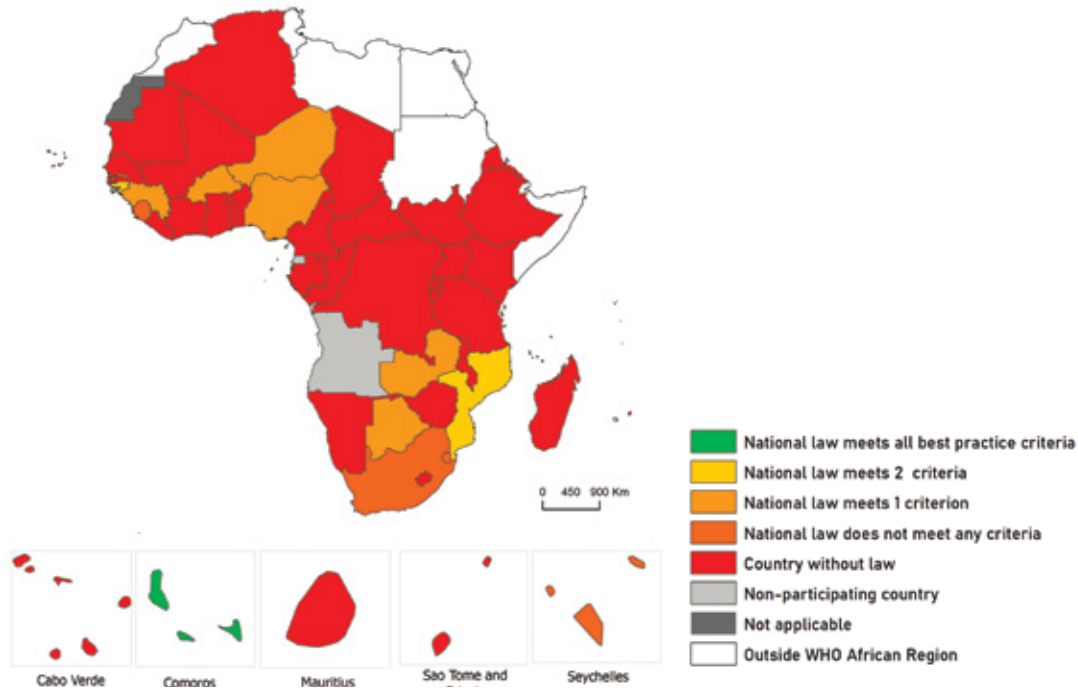 0 450 900 Km
National law meets all best practice criteria
National law meets 2 criteria
National law meets 1 criterion
National law does not meet any criteria
Country without law
Non-participating country
Not applicable
Outside WHO African Region
Cabo Verde
Comoros
Mauritius
Sao Tome and
Seychelles